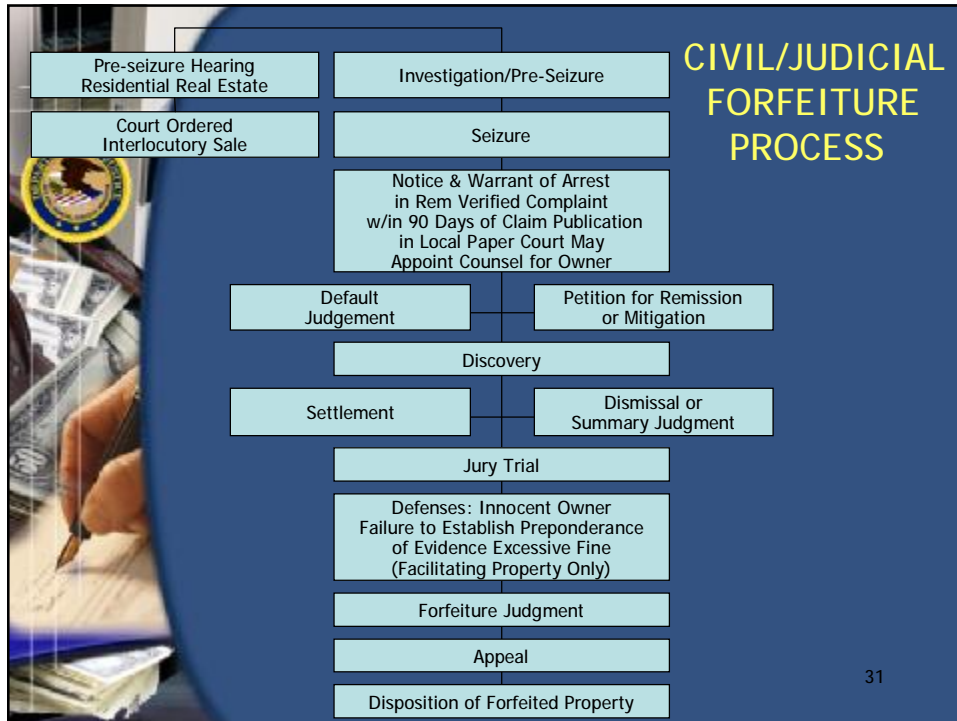 CIVIL/JUDICIAL
FORFEITURE
PROCESS
Pre-seizure Hearing
Residential Real Estate
Investigation/Pre-Seizure
Court Ordered
Interlocutory Sale
Seizure
Notice & Warrant of Arrest
in Rem Verified Complaint
w/in 90 Days of Claim Publication
in Local Paper Court May
Appoint Counsel for Owner
Default
Judgement
Petition for Remission
or Mitigation
Discovery
Settlement
Dismissal or
Summary Judgment
Jury Trial
Defenses: Innocent Owner
Failure to Establish Preponderance
of Evidence Excessive Fine
(Facilitating Property Only)
Forfeiture Judgment
Appeal
Disposition of Forfeited Property
31